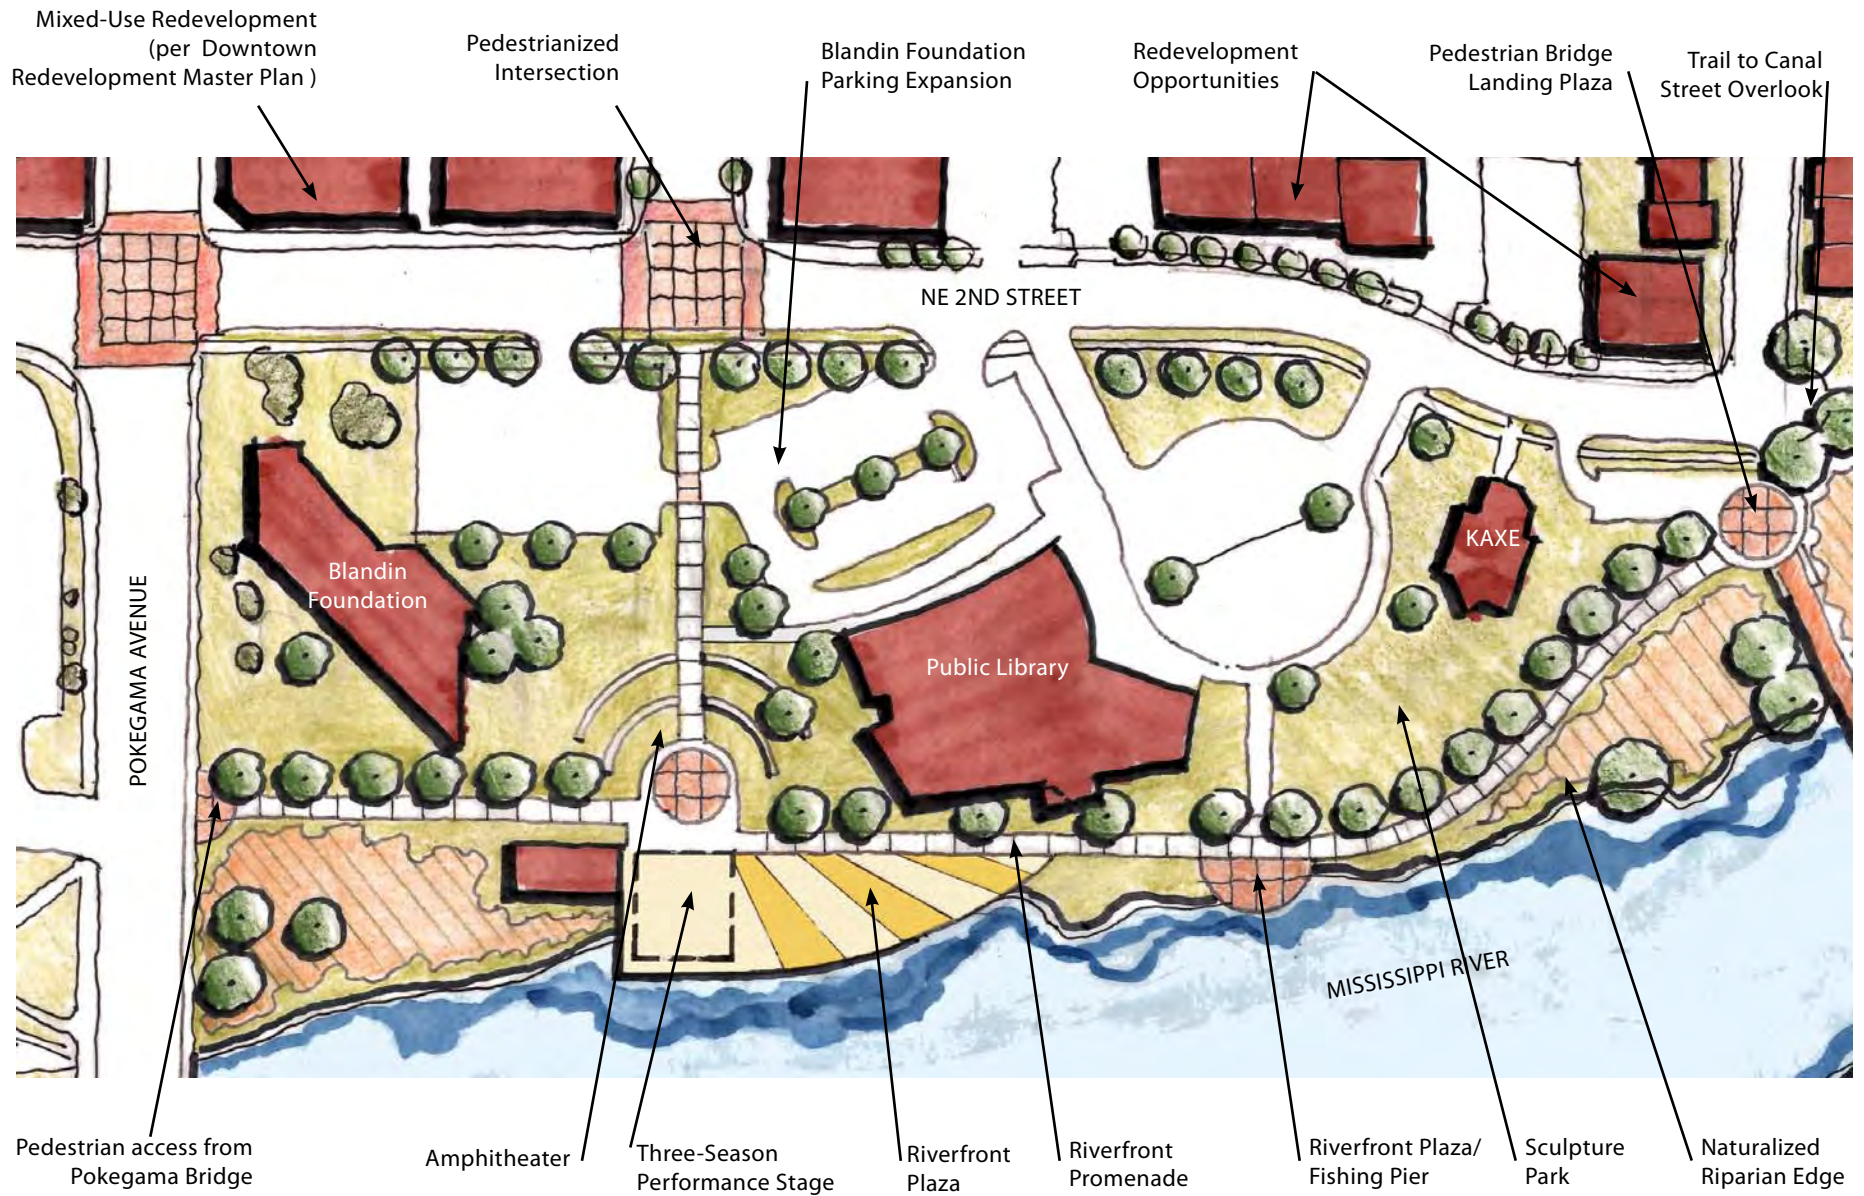 Mixed-Use Redevelopment
(per Downtown
Redevelopment Master Plan )
Pedestrianized
Intersection
Blandin Foundation
Parking Expansion
Redevelopment
Opportunities
Pedestrian Bridge
Landing Plaza
Trail to Canal
Street Overlook
NE 2ND STREET
KAXE
Blandin
Foundation
POKEGAMA AVENUE
Public Library
MISSISSIPPI RIVER
Pedestrian access from
Pokegama Bridge
Amphitheater
Three-Season
Performance Stage
Riverfront
Plaza
Riverfront
Promenade
Riverfront Plaza/
Fishing Pier
Sculpture
Park
Naturalized
Riparian Edge